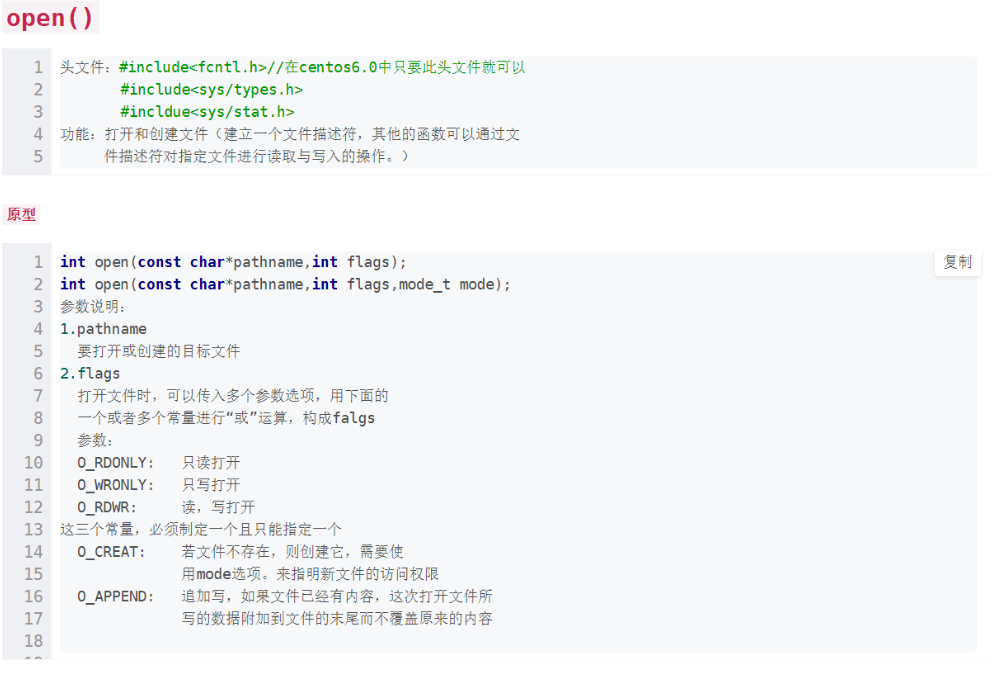 open()
1 头文件：#include<fcntl.h>//在centos6.0中只要此头文件就可以
2 #include<sys/types.h>
3 #incldue<sys/stat.h>
4 功能：打开和创建文件（建立一个文件描述符，其他的函数可以通过文
5 件描述符对指定文件进行读取与写入的操作。）
原型
1 int open(const char*pathname,int flags);
复制
2 int open(const char*pathname,int flags,mode_t mode);
3 参数说明：
4 1.pathname
5 要打开或创建的目标文件
6 2.flags
7 打开文件时，可以传入多个参数选项，用下面的
8 一个或者多个常量进行“或”运算，构成falgs
9 参数：
10 O_RDONLY: 只读打开
11 O_WRONLY: 只写打开
12 O_RDWR: 读，写打开
13 这三个常量，必须制定一个且只能指定一个
14 O_CREAT: 若文件不存在，则创建它，需要使
15 用mode选项。来指明新文件的访问权限
16 O_APPEND: 追加写，如果文件已经有内容，这次打开文件所
17 写的数据附加到文件的末尾而不覆盖原来的内容
18